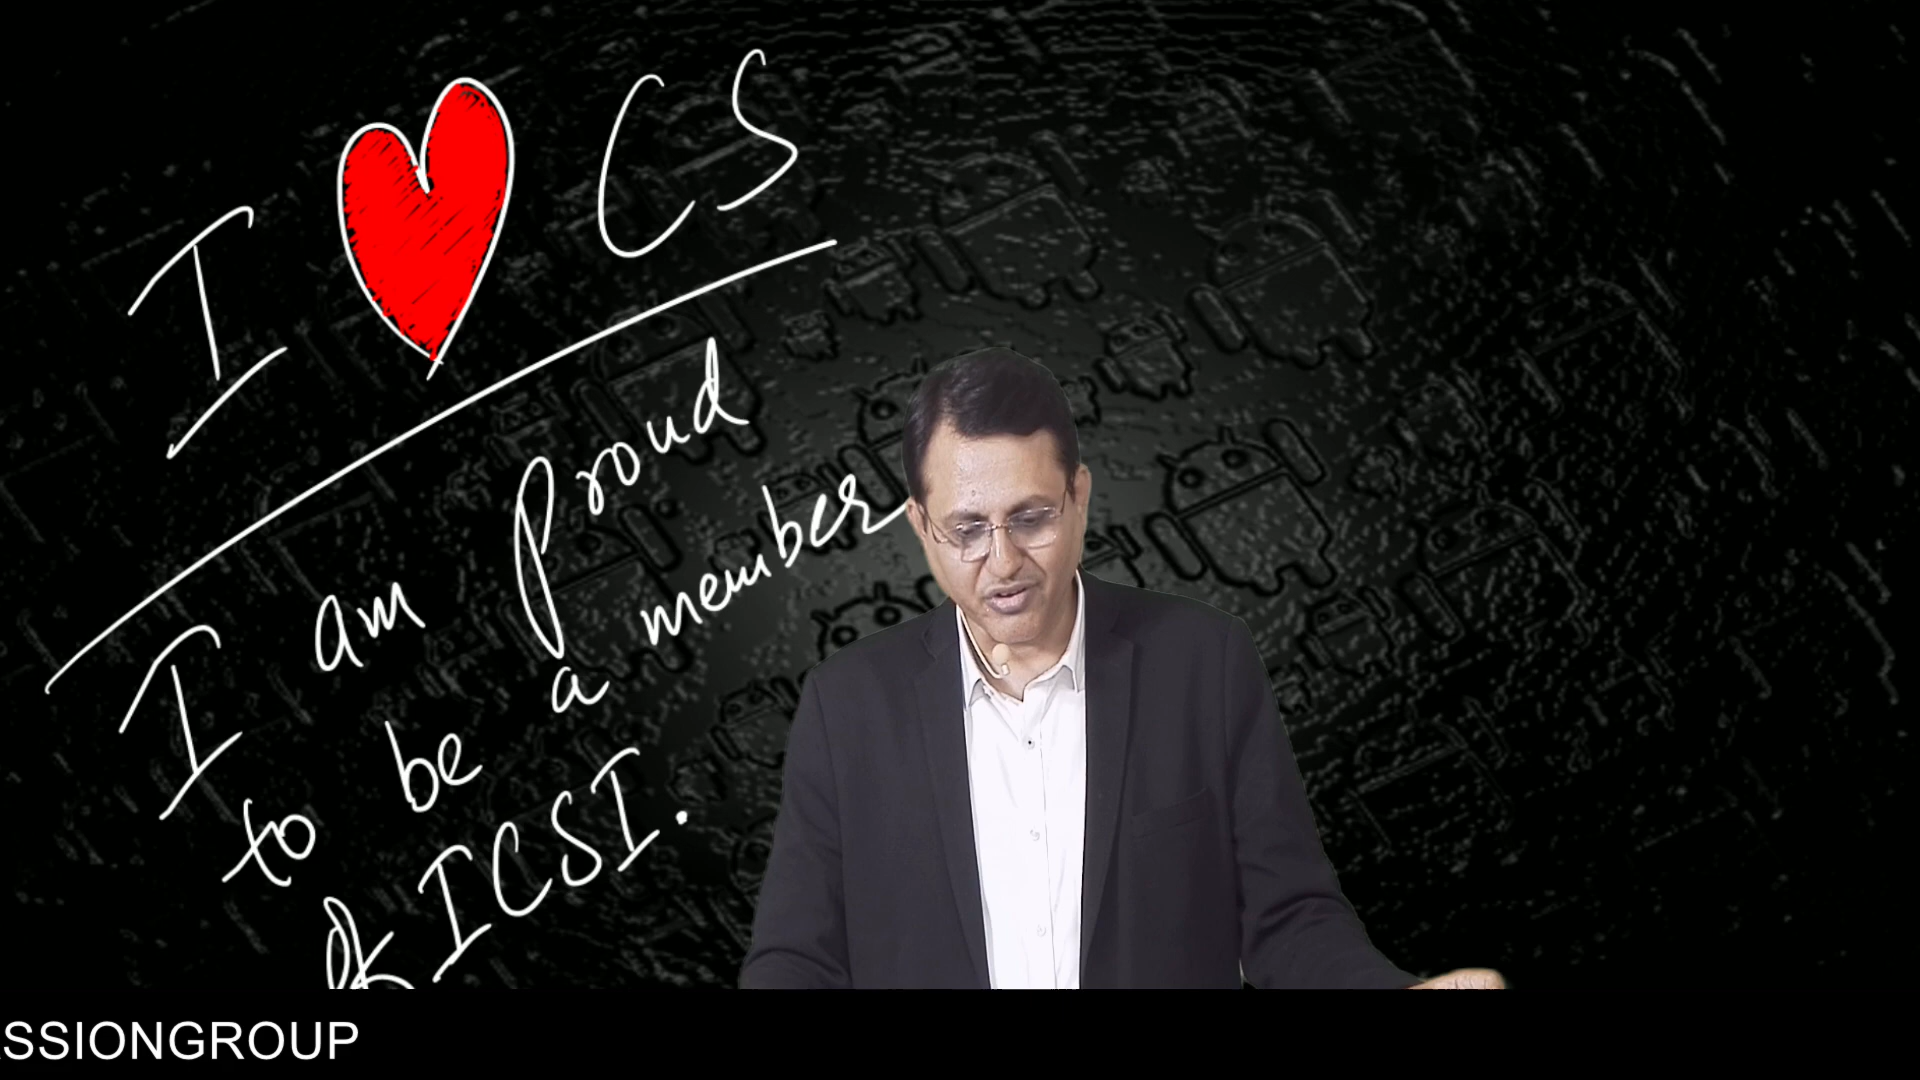 I ❤ CS
I am Proud
to be a member
of ICSI.
SSIONGROUP